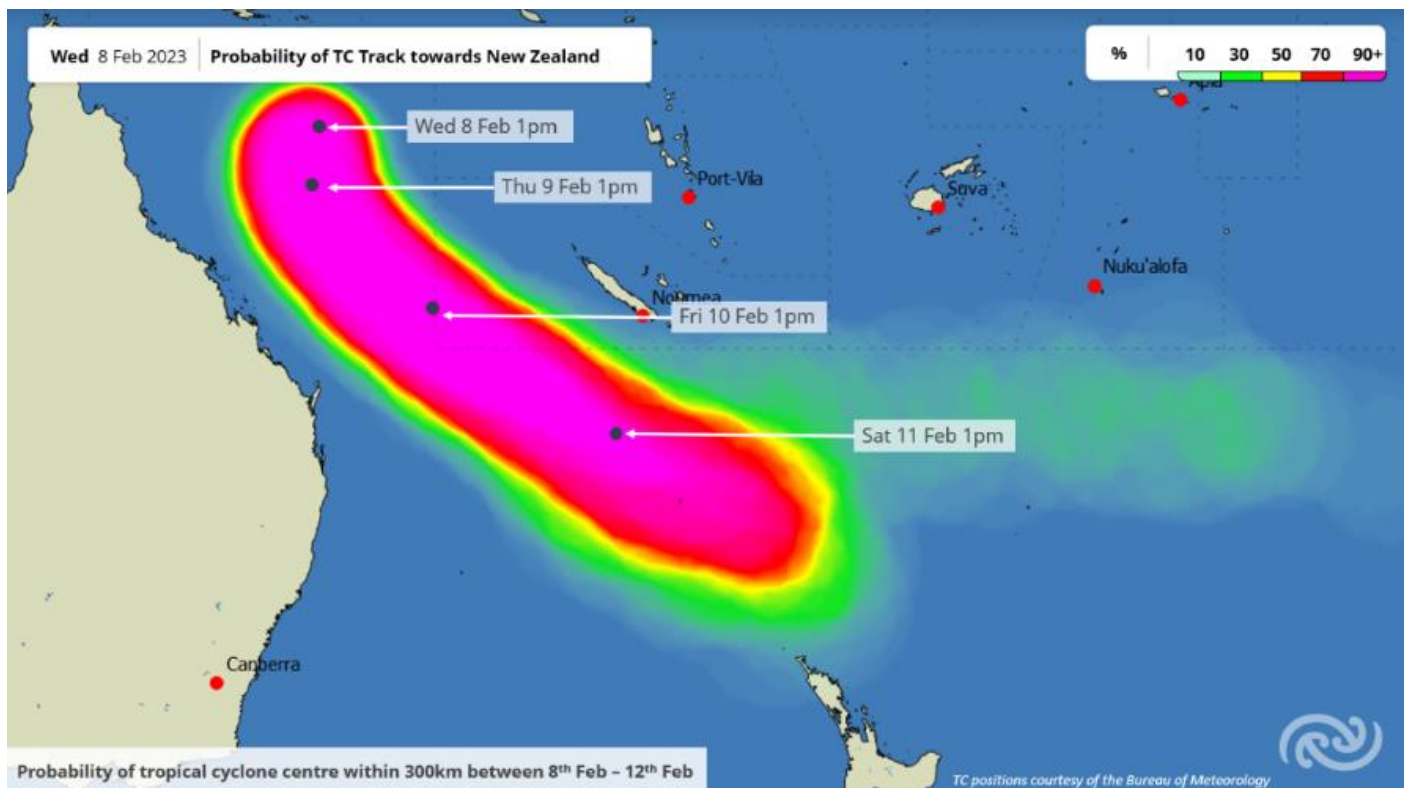 Wed 8 Feb 2023 Probability of TC Track towards New Zealand
% 10 30 50 70 90+
Apia
Wed 8 Feb 1pm
Thu 9 Feb 1pm
Port-Vila
Suva
Nuku'alofa
Noumea
Fri 10 Feb 1pm
Sat 11 Feb 1pm
Canberra
Probability of tropical cyclone centre within 300km between 8th Feb – 12th Feb
TC positions courtesy of the Bureau of Meteorology